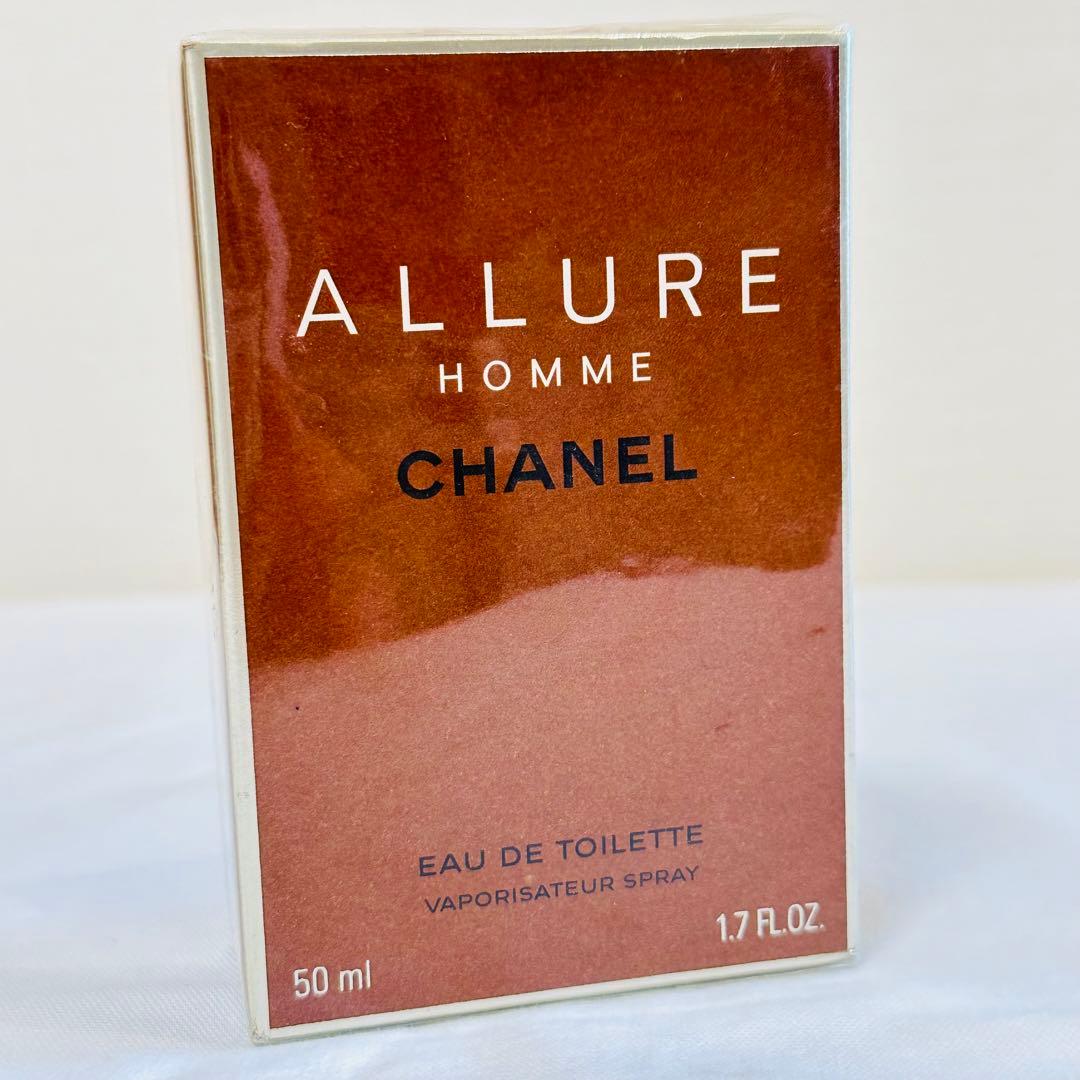 ALLURE
HOMME
CHANEL
EAU DE TOILETTE
VAPORISATEUR SPRAY
50 ml
1.7 FL.OZ.